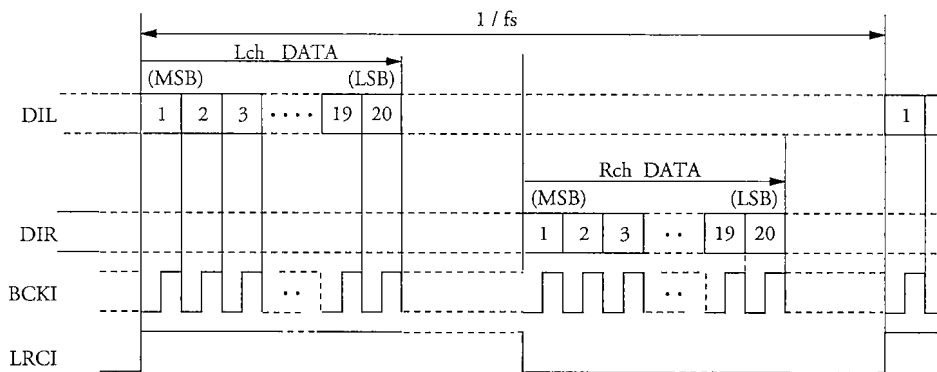 1 / fs
Lch DATA
(MSB) (LSB)
DIL 1 2 3 ···· 19 20 1
Rch DATA
(MSB) (LSB)
DIR 1 2 3 ·· 19 20
BCKI ··
LRCI